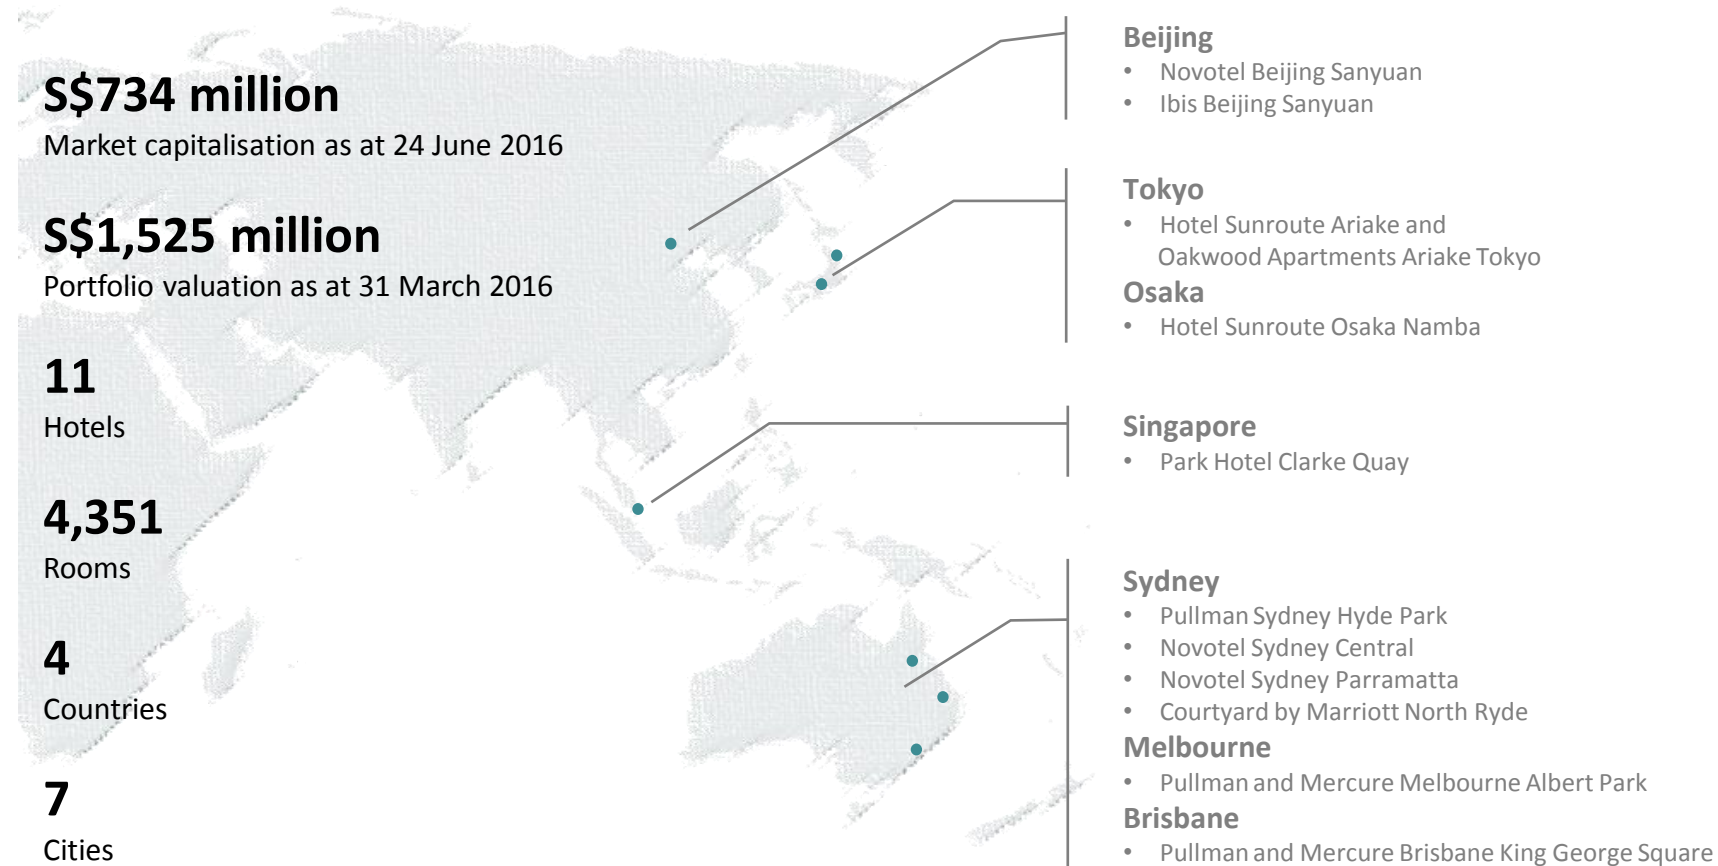 S$734 million
Market capitalisation as at 24 June 2016
S$1,525 million
Portfolio valuation as at 31 March 2016
11
Hotels
4,351
Rooms
4
Countries
7
Cities
Beijing
• Novotel Beijing Sanyuan
• Ibis Beijing Sanyuan
Tokyo
• Hotel Sunroute Ariake and
Oakwood Apartments Ariake Tokyo
Osaka
• Hotel Sunroute Osaka Namba
Singapore
• Park Hotel Clarke Quay
Sydney
• Pullman Sydney Hyde Park
• Novotel Sydney Central
• Novotel Sydney Parramatta
• Courtyard by Marriott North Ryde
Melbourne
• Pullman and Mercure Melbourne Albert Park
Brisbane
• Pullman and Mercure Brisbane King George Square